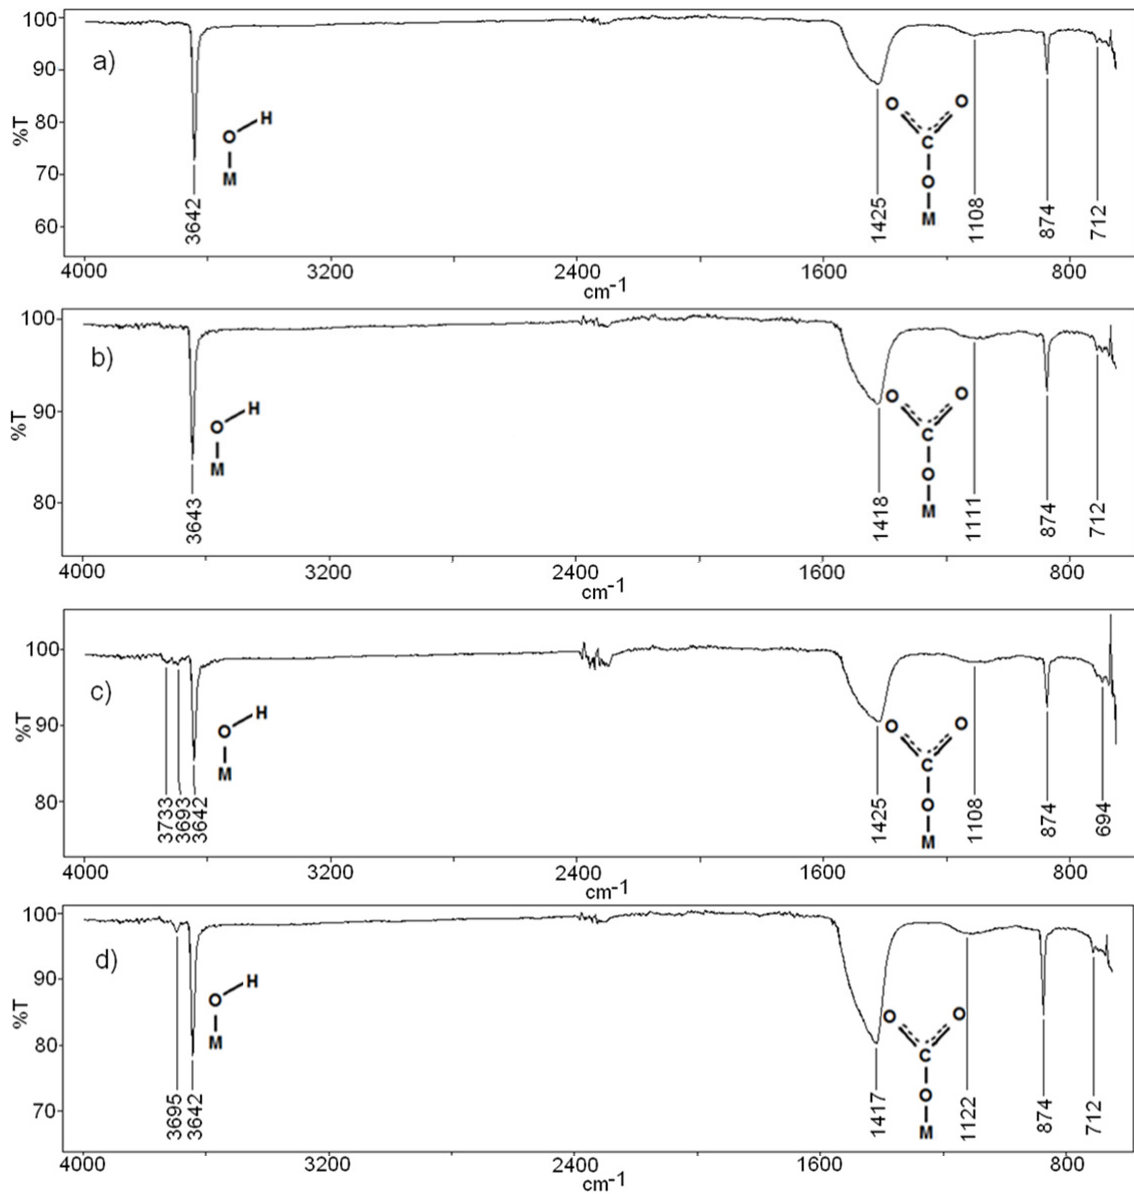 100
a)
90
%T 80
70
60
O H
M
O O
C
O
M
3642 1425 1108 874 712
4000 3200 2400 1600 800
cm-1
100
b)
90
%T
80
O H
M
O O
C
O
M
3643 1418 1111 874 712
4000 3200 2400 1600 800
cm-1
100
c)
90
%T
80
O H
M
O O
C
O
M
3733 3693 3642 1425 1108 874 694
4000 3200 2400 1600 800
cm-1
100
d)
90
%T
80
70
O H
M
O O
C
O
M
3695 3642 1417 1122 874 712
4000 3200 2400 1600 800
cm-1